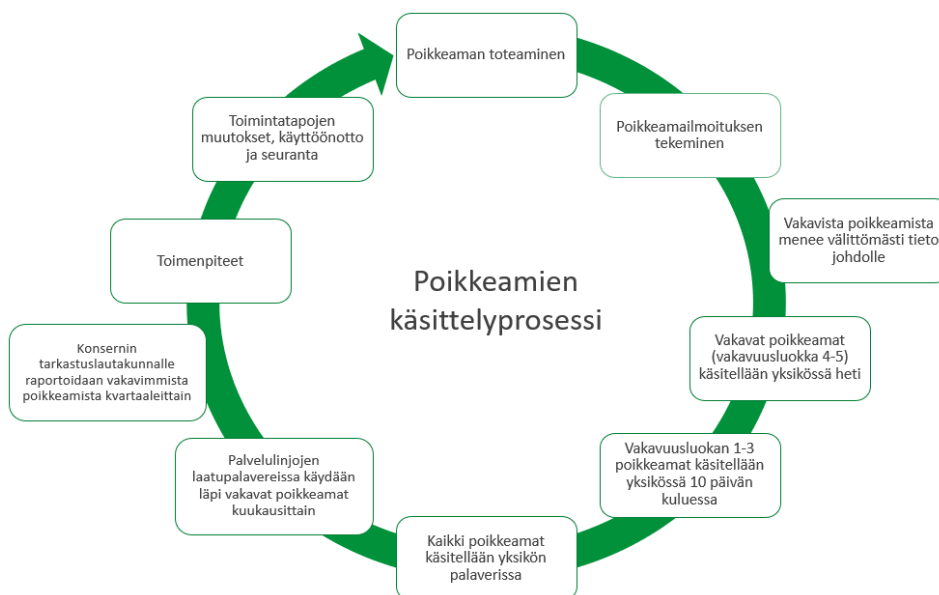 Poikkeaman toteaminen
Poikkeamailmoituksen
tekeminen
Vakavista poikkeamista
menee välittömästi tieto
johdolle
Vakavat poikkeamat
(vakavuusluokka 4-5)
käsitellään yksikössä heti
Vakavuusluokan 1-3
poikkeamat käsitellään
yksikössä 10 päivän
kuluessa
Kaikki poikkeamat
käsitellään yksikön
palaverissa
Palvelulinjojen
laatupalavereissa käydään
läpi vakavat poikkeamat
kuukausittain
Konsernin
tarkastuslautakunnalle
raportoidaan vakavimmista
poikkeamista kvartaaleittain
Toimenpiteet
Toimintatapojen
muutokset, käyttöönotto
ja seuranta
Poikkeamien
käsittelyprosessi